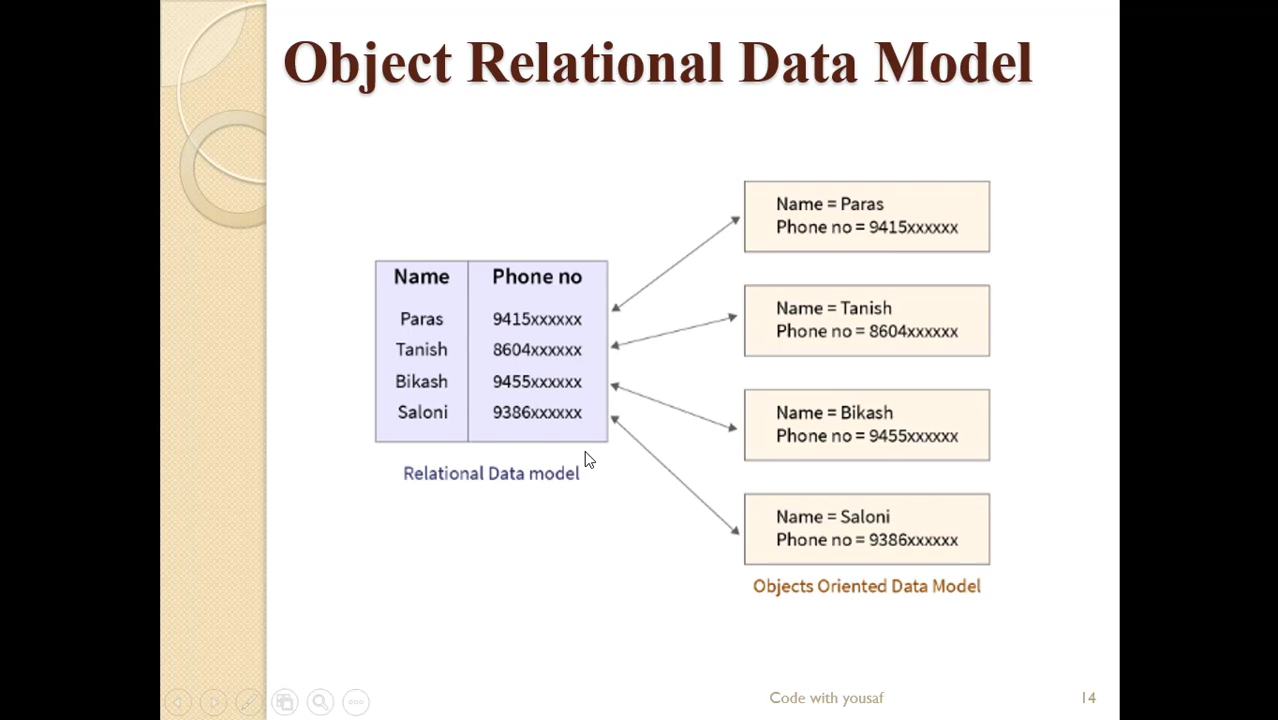 Object Relational Data Model
Name Phone no
Paras 9415xxxxxx
Tanish 8604xxxxxx
Bikash 9455xxxxxx
Saloni 9386xxxxxx
Relational Data model
Name = Paras
Phone no = 9415xxxxxx
Name = Tanish
Phone no = 8604xxxxxx
Name = Bikash
Phone no = 9455xxxxxx
Name = Saloni
Phone no = 9386xxxxxx
Objects Oriented Data Model
Code with yousaf
14